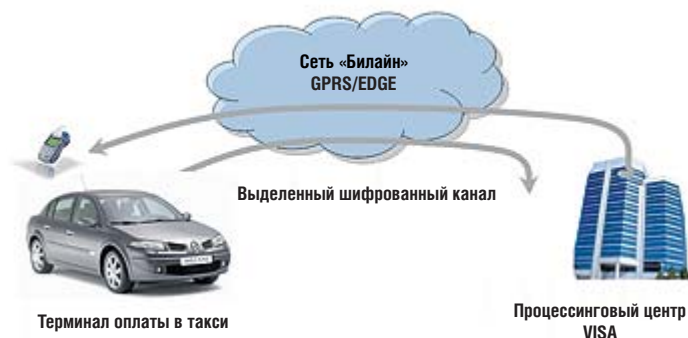 Сеть «Билайн»
GPRS/EDGE
Выделенный шифрованный канал
Терминал оплаты в такси
Процессинговый центр
VISA